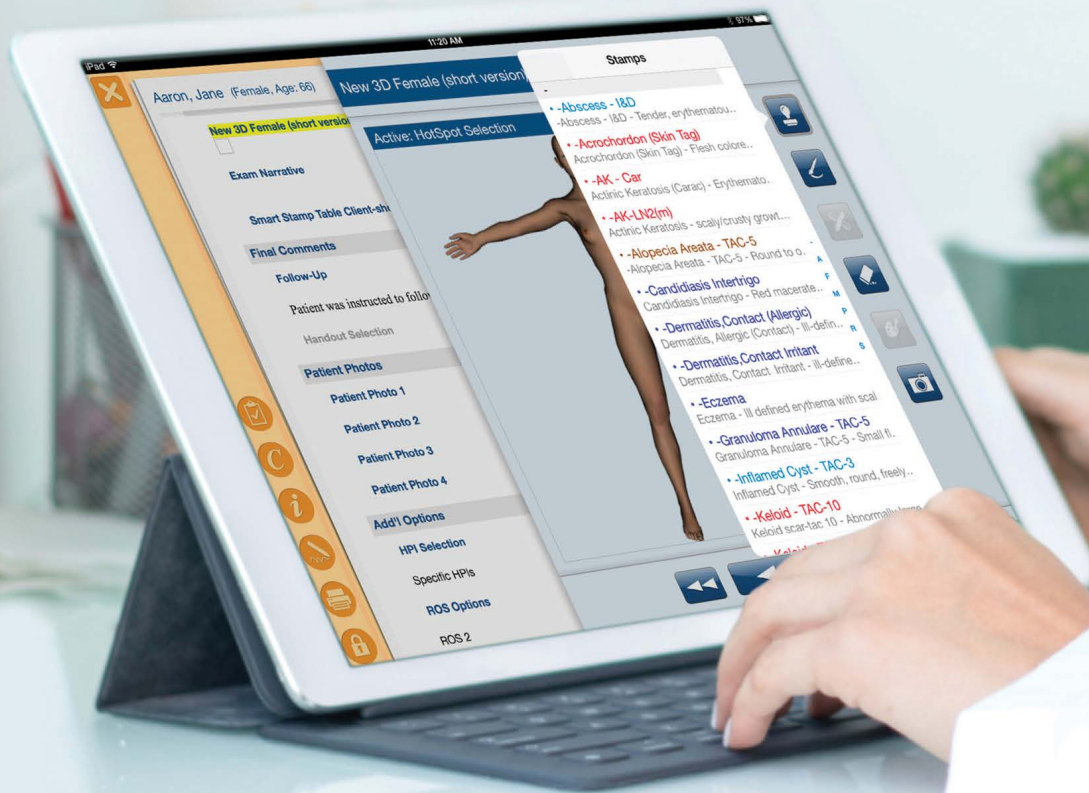 iPad
11:20 AM
97%
Aaron, Jane (Female, Age: 66)
New 3D Female (short versio
Exam Narrative
Smart Stamp Table Client-sh
Final Comments
Follow-Up
Patient was instructed to follo
Handout Selection
Patient Photos
Patient Photo 1
Patient Photo 2
Patient Photo 3
Patient Photo 4
Add'l Options
HPI Selection
Specific HPIs
ROS Options
ROS 2
C
i
New 3D Female (short version)
Active: HotSpot Selection
Stamps
-
• -Abscess - I&D
-Abscess - I&D - Tender, erythematou..
• -Acrochordon (Skin Tag)
Acrochordon (Skin Tag) - Flesh colore..
• -AK - Car
Actinic Keratosis (Carac) - Erythemato..
• -AK-LN2(m)
Actinic Keratosis - scaly/crusty growt...
• -Alopecia Areata - TAC-5
-Alopecia Areata - TAC-5 - Round to o..
• -Candidiasis Intertrigo
Candidiasis Intertrigo - Red macerate..
• -Dermatitis,Contact (Allergic)
Dermatitis, Allergic (Contact) - Ill-defin..
• -Dermatitis,Contact Irritant
Dermatitis, Contact Irritant - ill-define..
• -Eczema
Eczema - Ill defined erythema with scal
• -Granuloma Annulare - TAC-5
Granuloma Annulare - TAC-5 - Small fl..
• -Inflamed Cyst - TAC-3
Inflamed Cyst - Smooth, round, freely..
• -Keloid - TAC-10
Keloid scar-tac 10 - Abnormally large
• -Keloid
-
A
F
M
P
R
S